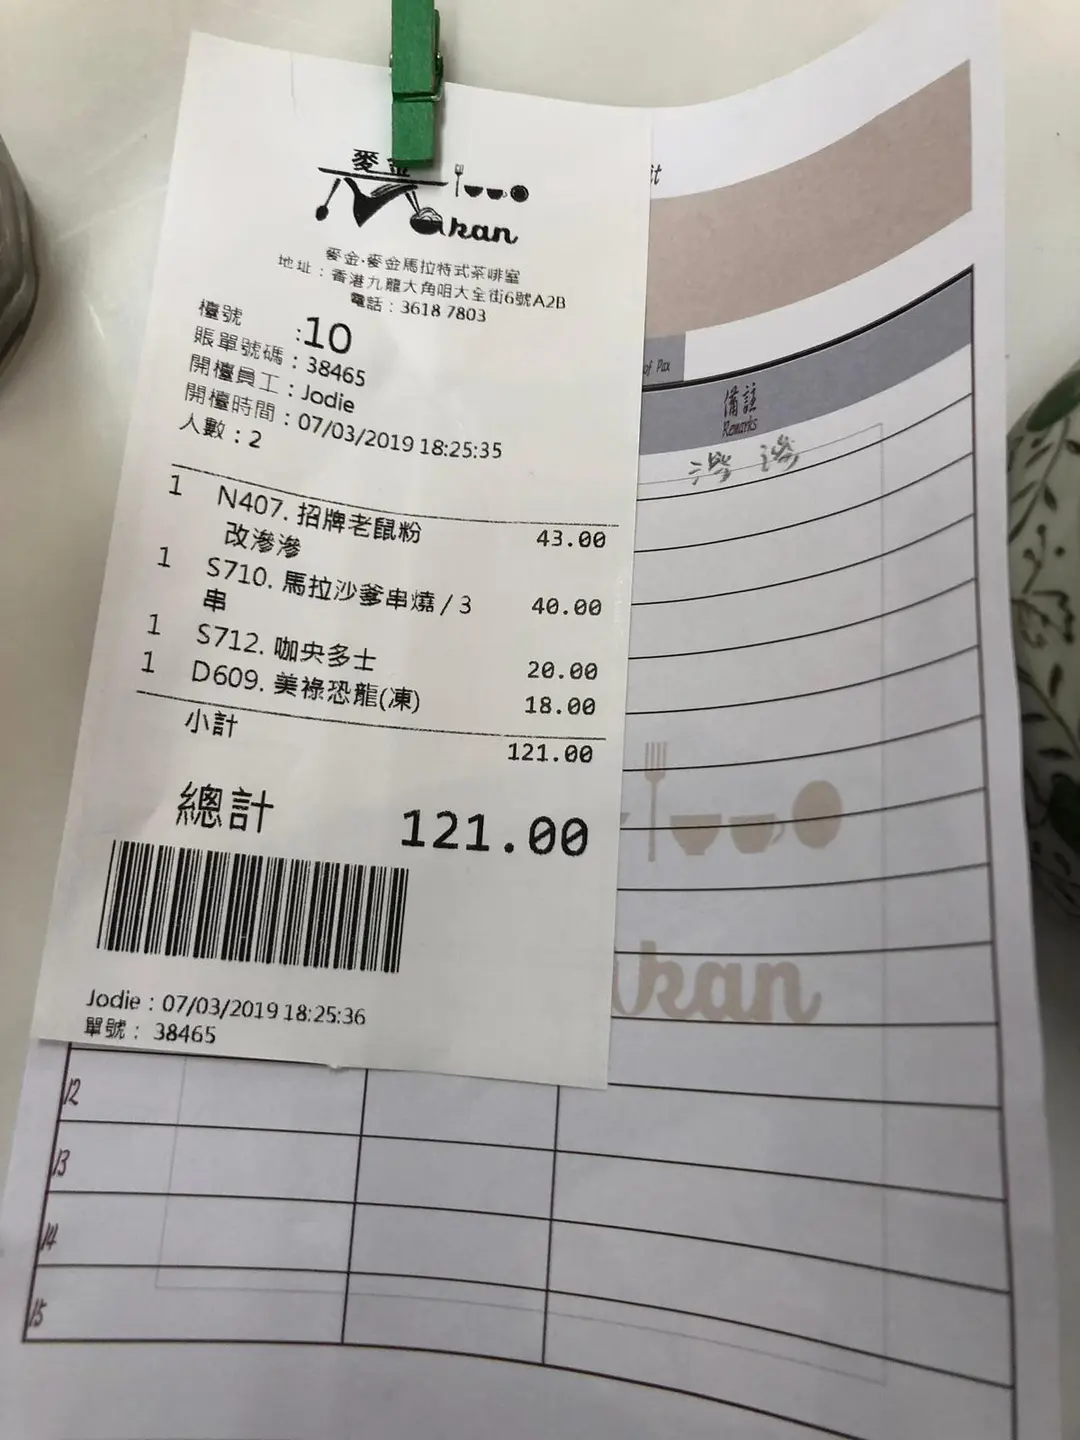 麥金
Makan
麥金·麥金馬拉特式茶啡室
地址：香港九龍大角咀大全街6號A2B
電話：3618 7803
檯號 :10
賬單號碼：38465
開檯員工：Jodie
開檯時間：07/03/2019 18:25:35
人數：2
1 N407. 招牌老鼠粉 43.00
改滲滲
1 S710. 馬拉沙爹串燒 / 3 40.00
串
1 S712. 咖央多士 20.00
1 D609. 美祿恐龍(凍) 18.00
小計 121.00
總計 121.00
Jodie：07/03/2019 18:25:36
單號： 38465
of Pax
備註
Remarks
kan
12
13
14
15